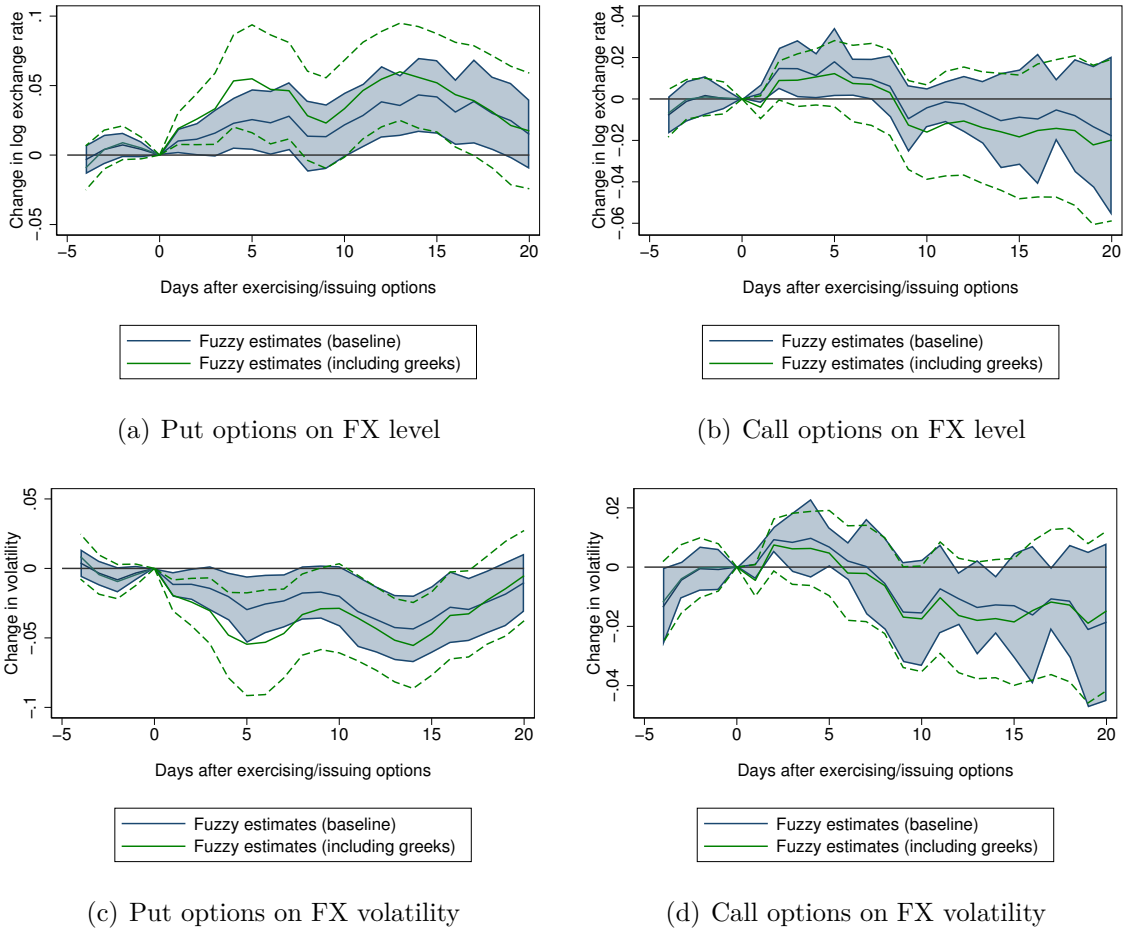 Change in log exchange rate
.1
.05
0
-.05
-5 0 5 10 15 20
Days after exercising/issuing options
Fuzzy estimates (baseline)
Fuzzy estimates (including greeks)
(a) Put options on FX level
Change in log exchange rate
.04
.02
0
-.02
-.04
-.06
-5 0 5 10 15 20
Days after exercising/issuing options
Fuzzy estimates (baseline)
Fuzzy estimates (including greeks)
(b) Call options on FX level
Change in volatility
.05
0
-.05
-.1
-5 0 5 10 15 20
Days after exercising/issuing options
Fuzzy estimates (baseline)
Fuzzy estimates (including greeks)
(c) Put options on FX volatility
Change in volatility
.02
0
-.02
-.04
-5 0 5 10 15 20
Days after exercising/issuing options
Fuzzy estimates (baseline)
Fuzzy estimates (including greeks)
(d) Call options on FX volatility